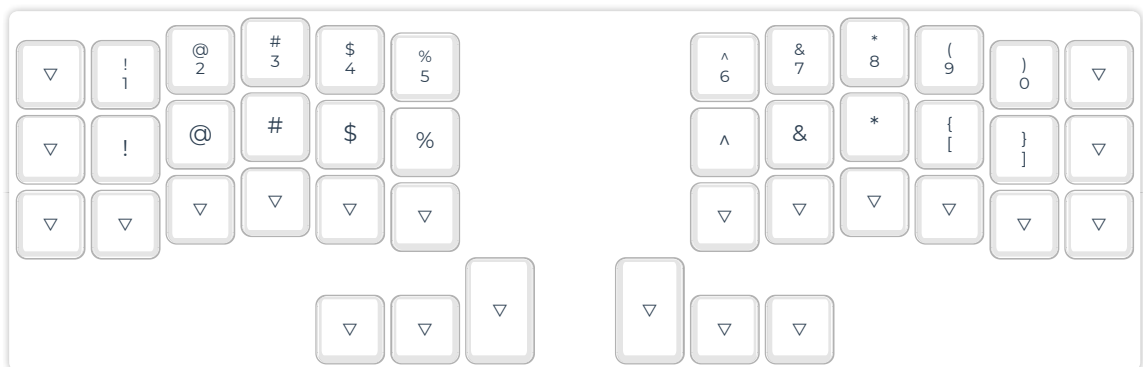 ▽ ! 1 @ 2 # 3 $ 4 % 5 ^ 6 & 7 * 8 ( 9 ) 0 ▽
▽ ! @ # $ % ^ & * { [ } ] ▽
▽ ▽ ▽ ▽ ▽ ▽ ▽ ▽ ▽ ▽ ▽ ▽
▽ ▽ ▽ ▽ ▽ ▽